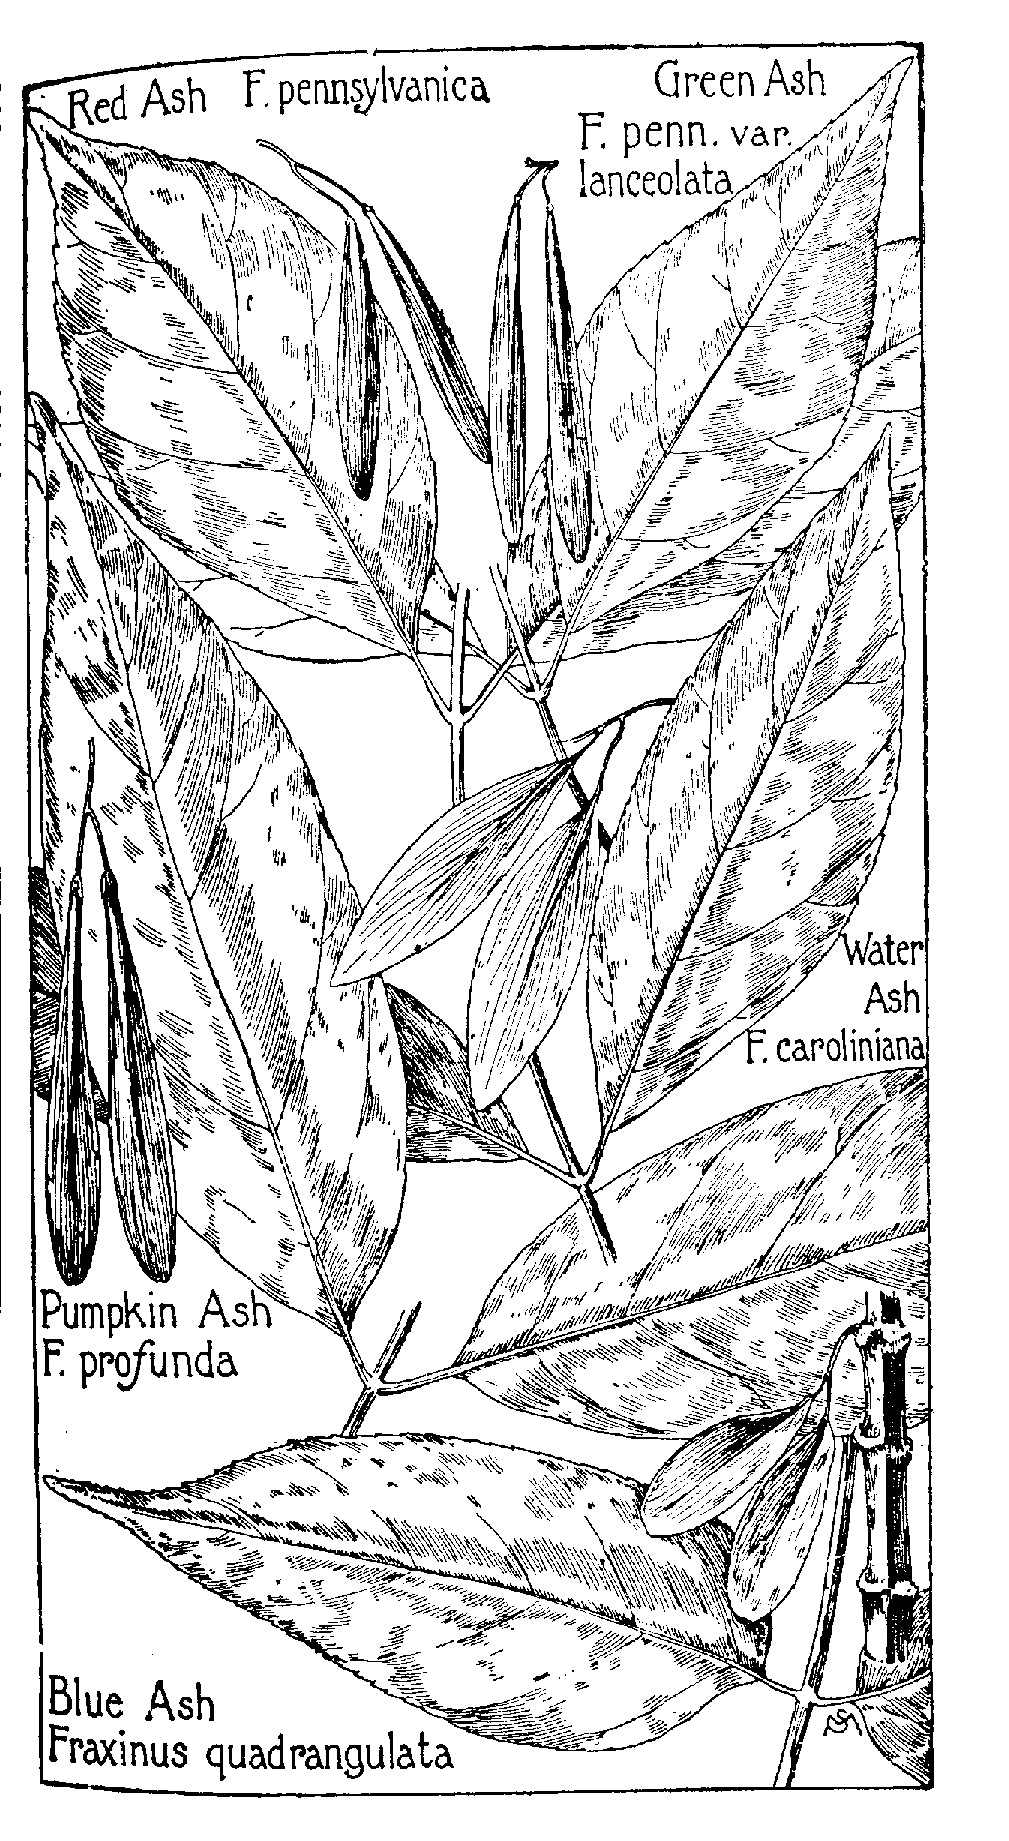 Red Ash F. pennsylvanica
Green Ash
F. penn. var.
lanceolata
Water
Ash
F. caroliniana
Pumpkin Ash
F. profunda
Blue Ash
Fraxinus quadrangulata